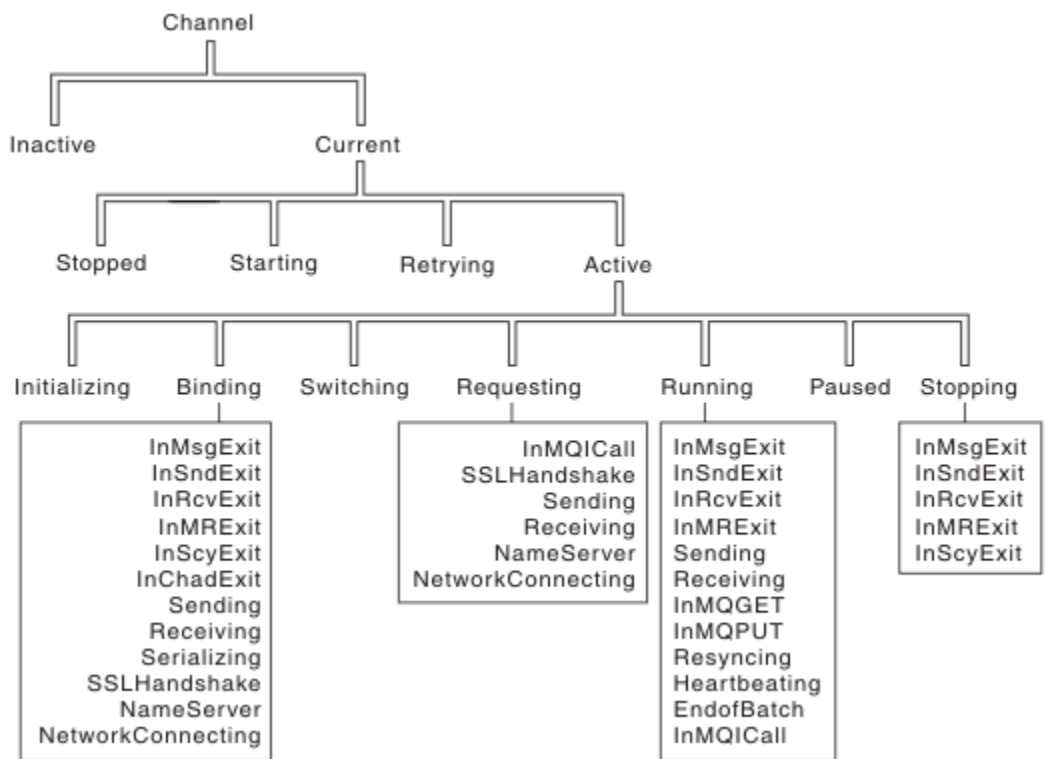 Channel
Inactive
Current
Stopped
Starting
Retrying
Active
Initializing
Binding
Switching
Requesting
Running
Paused
Stopping
InMsgExit
InSndExit
InRcvExit
InMRExit
InScyExit
InChadExit
Sending
Receiving
Serializing
SSLHandshake
NameServer
NetworkConnecting
InMQICall
SSLHandshake
Sending
Receiving
NameServer
NetworkConnecting
InMsgExit
InSndExit
InRcvExit
InMRExit
Sending
Receiving
InMQGET
InMQPUT
Resyncing
Heartbeating
EndofBatch
InMQICall
InMsgExit
InSndExit
InRcvExit
InMRExit
InScyExit